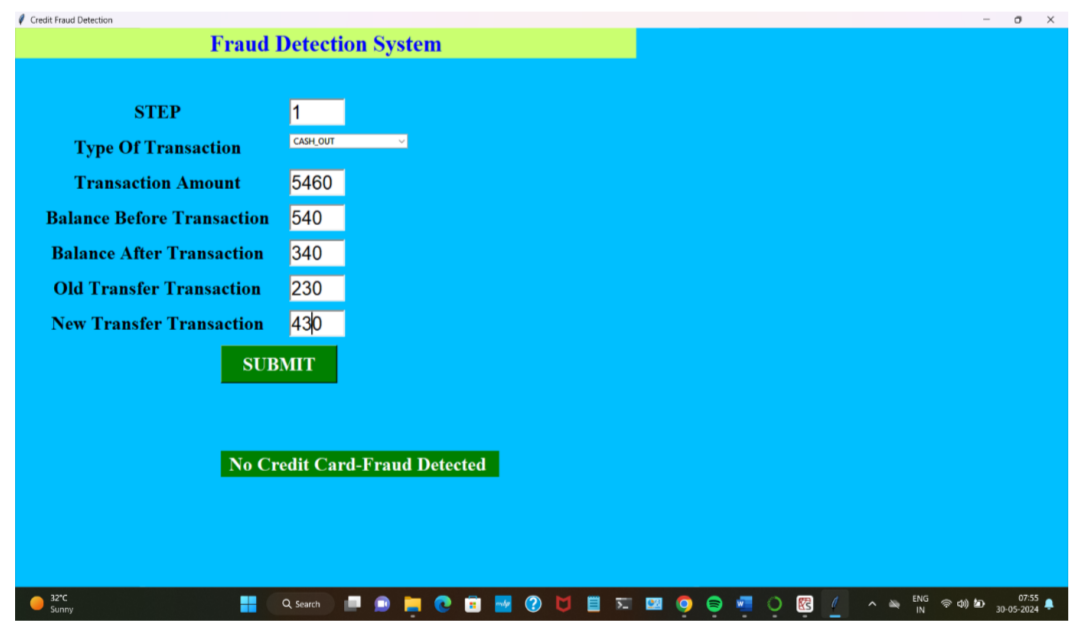 Credit Fraud Detection
Fraud Detection System
STEP 1
Type Of Transaction CASH_OUT
Transaction Amount 5460
Balance Before Transaction 540
Balance After Transaction 340
Old Transfer Transaction 230
New Transfer Transaction 430
SUBMIT
No Credit Card-Fraud Detected
32°C
Sunny
Search
ENG
IN
07:55
30-05-2024